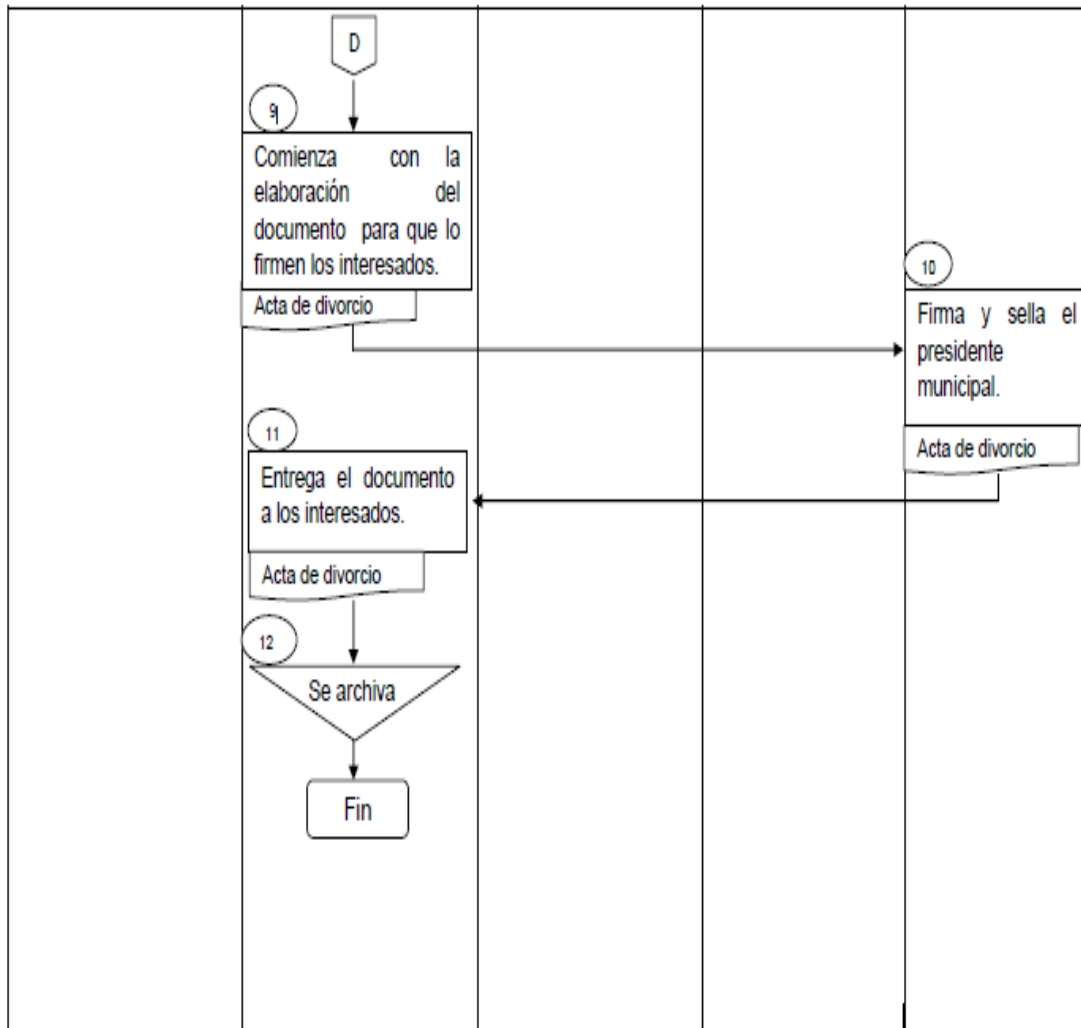 D
9
Comienza con la
elaboración del
documento para que lo
firmen los interesados.
Acta de divorcio
10
Firma y sella el
presidente
municipal.
Acta de divorcio
11
Entrega el documento
a los interesados.
Acta de divorcio
12
Se archiva
Fin